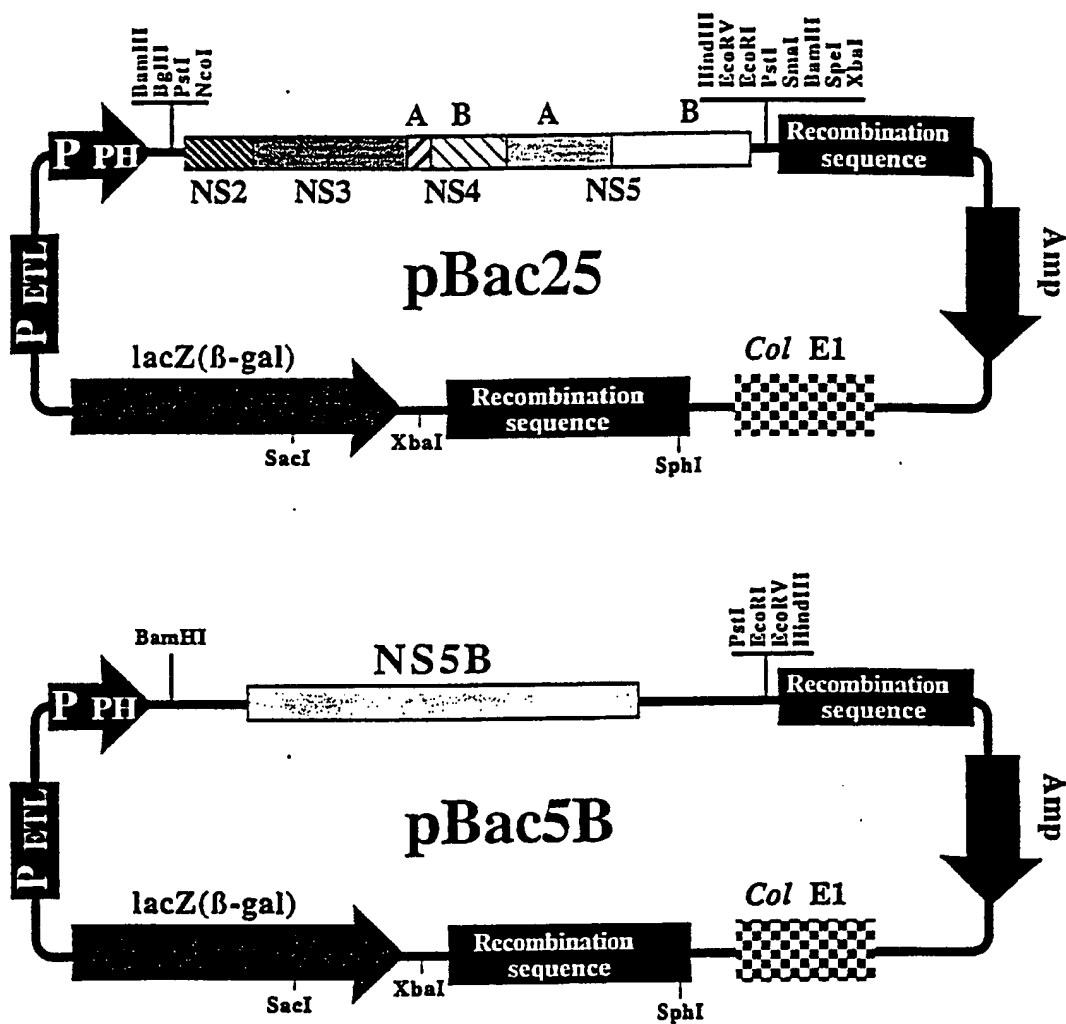 BamHII
BglII
PstI
NcoI
HindIII
EcoRV
EcoRI
PstI
SmaI
BamHI
SpeI
XbaI
A B A B
P PH
Recombination
sequence
NS2 NS3 NS4 NS5
P ETL
pBac25
Amp
lacZ(ß-gal)
Col E1
Recombination
sequence
XbaI
SacI
SphI
PstI
EcoRI
EcoRV
HindIII
BamHI
NS5B
P PH
Recombination
sequence
P ETL
pBac5B
Amp
lacZ(ß-gal)
Col E1
Recombination
sequence
XbaI
SacI
SphI